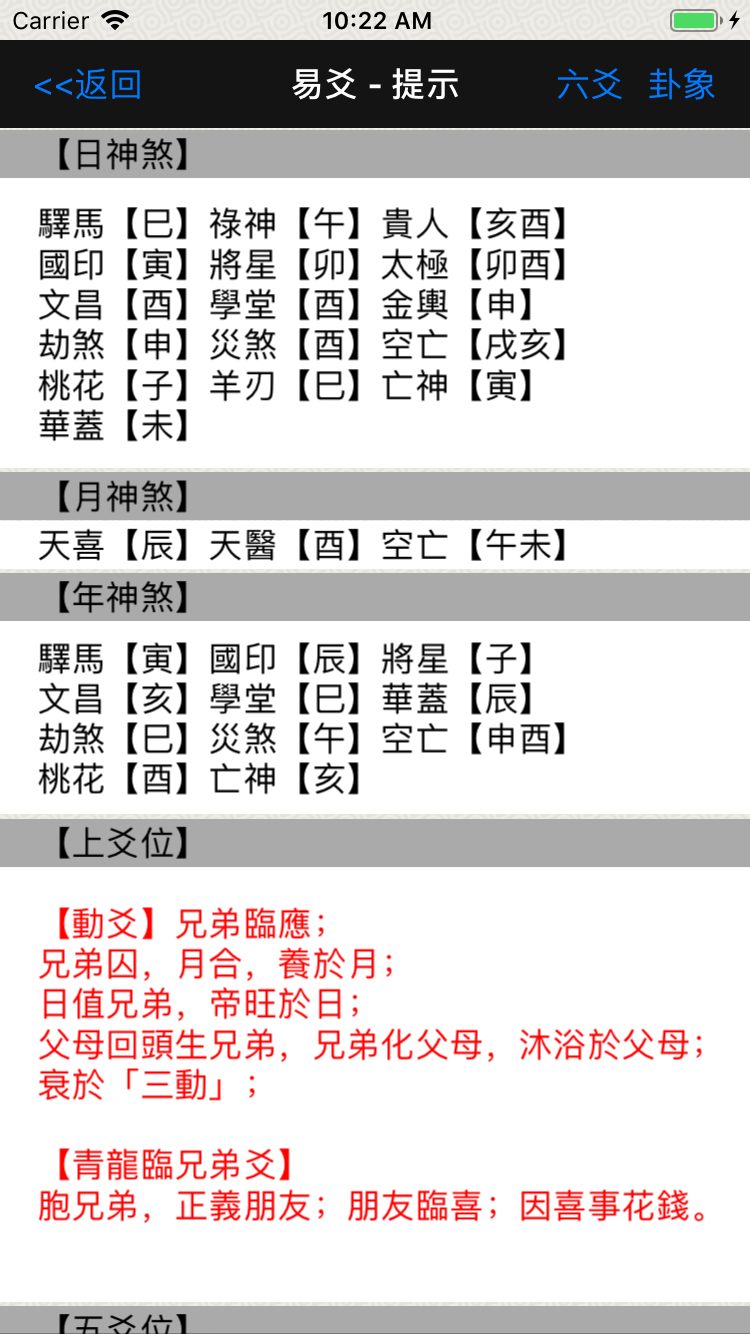 Carrier 10:22 AM
<<返回 易爻 - 提示 六爻 卦象
【日神煞】
驛馬【巳】祿神【午】貴人【亥酉】
國印【寅】將星【卯】太極【卯酉】
文昌【酉】學堂【酉】金輿【申】
劫煞【申】災煞【酉】空亡【戌亥】
桃花【子】羊刃【巳】亡神【寅】
華蓋【未】
【月神煞】
天喜【辰】天醫【酉】空亡【午未】
【年神煞】
驛馬【寅】國印【辰】將星【子】
文昌【亥】學堂【巳】華蓋【辰】
劫煞【巳】災煞【午】空亡【申酉】
桃花【酉】亡神【亥】
【上爻位】
【動爻】兄弟臨應；
兄弟囚，月合，養於月；
日值兄弟，帝旺於日；
父母回頭生兄弟，兄弟化父母，沐浴於父母；
衰於「三動」；
【青龍臨兄弟爻】
胞兄弟，正義朋友；朋友臨喜；因喜事花錢。
【五爻位】